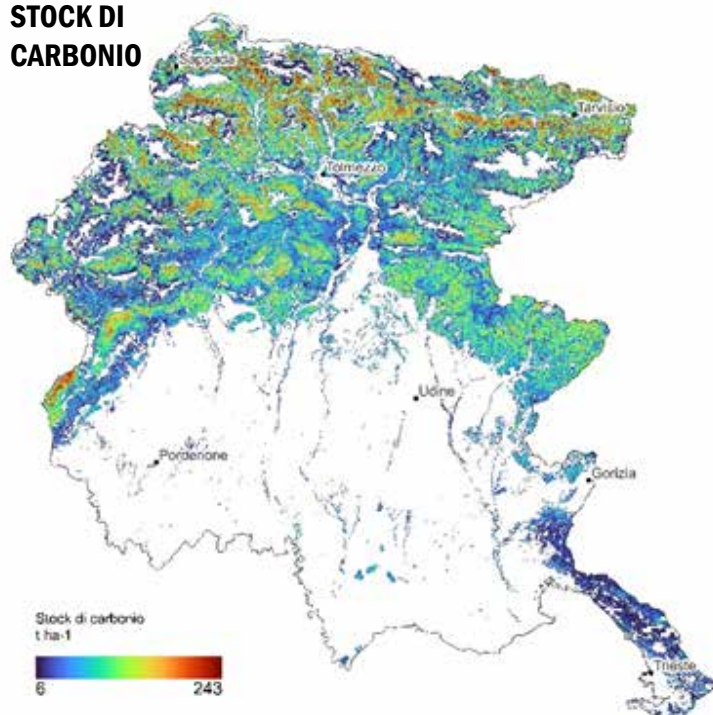 STOCK DI
CARBONIO
Sappada
Tarvisio
Tolmezzo
Udine
Pordenone
Gorizia
Stock di carbonio
t ha-1
6 243
Trieste